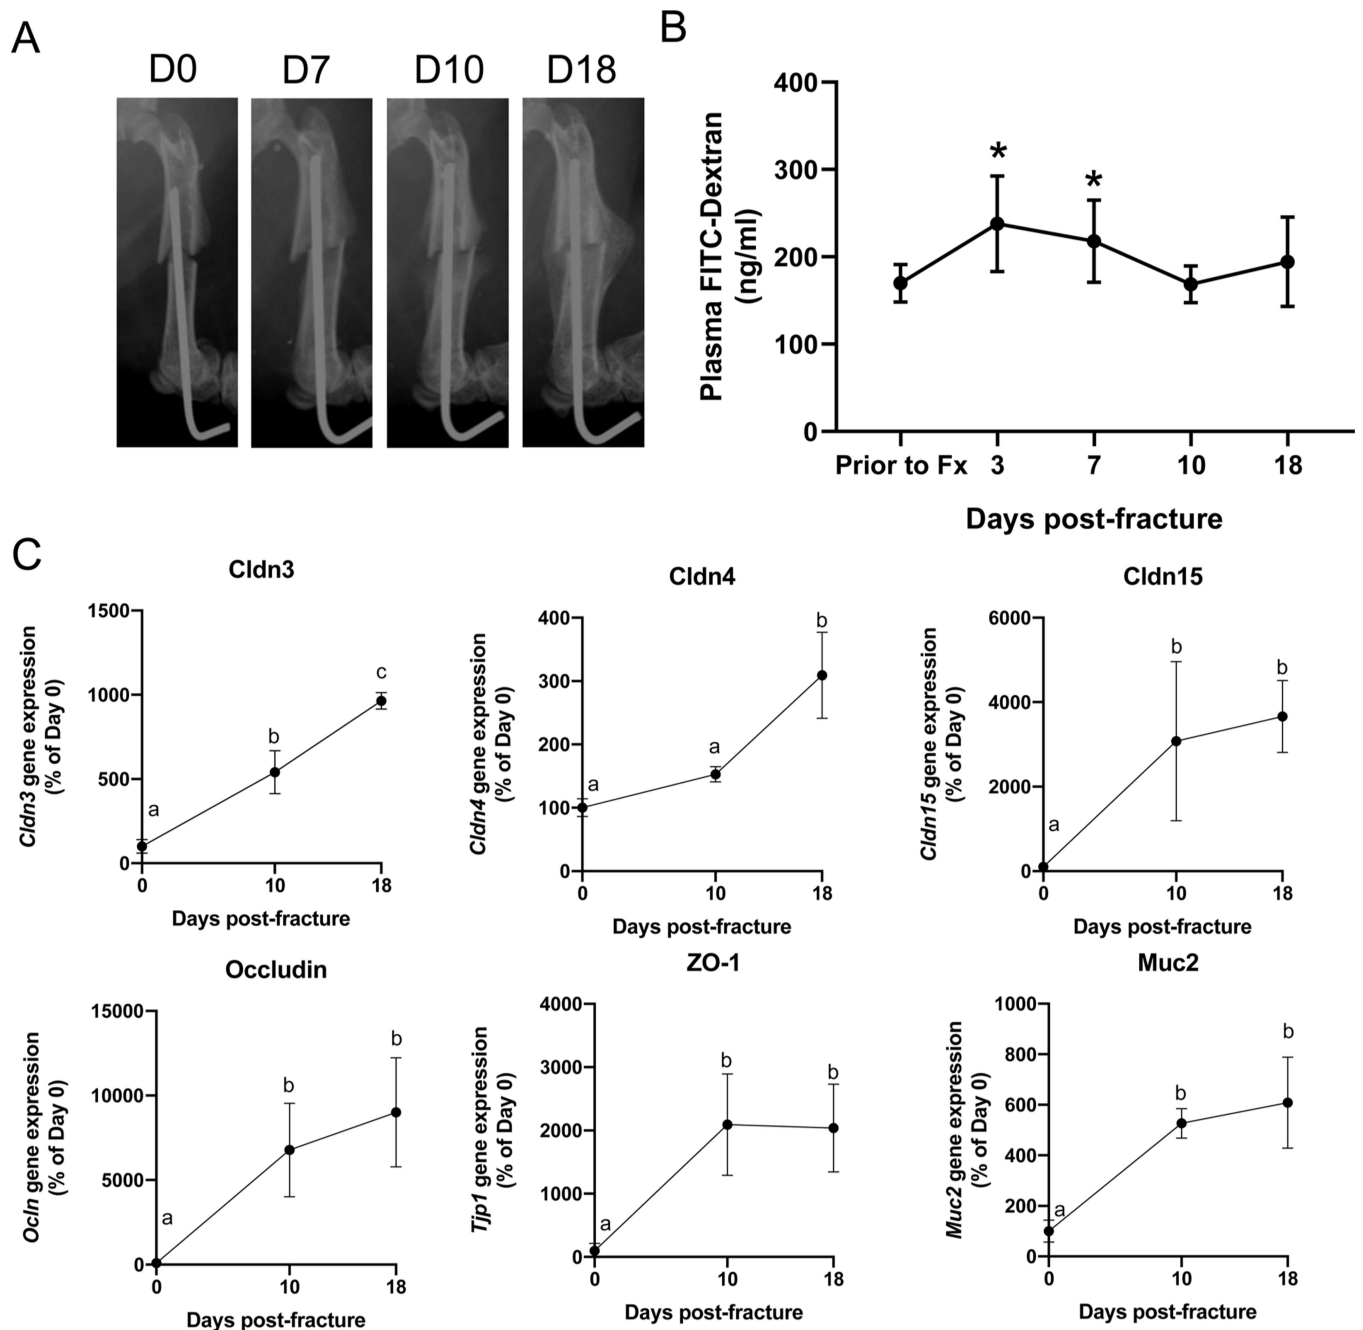 A
D0 D7 D10 D18
B
Plasma FITC-Dextran
(ng/ml)
400
300
200
100
0
* *
Prior to Fx 3 7 10 18
Days post-fracture
C
Cldn3
Cldn3 gene expression
(% of Day 0)
1500
1000
500
0
a b c
0 10 18
Days post-fracture
Cldn4
Cldn4 gene expression
(% of Day 0)
400
300
200
100
0
a a b
0 10 18
Days post-fracture
Cldn15
Cldn15 gene expression
(% of Day 0)
6000
4000
2000
0
a b b
0 10 18
Days post-fracture
Occludin
Ocln gene expression
(% of Day 0)
15000
10000
5000
0
a b b
0 10 18
Days post-fracture
ZO-1
Tjp1 gene expression
(% of Day 0)
4000
3000
2000
1000
0
a b b
0 10 18
Days post-fracture
Muc2
Muc2 gene expression
(% of Day 0)
1000
800
600
400
200
0
a b b
0 10 18
Days post-fracture